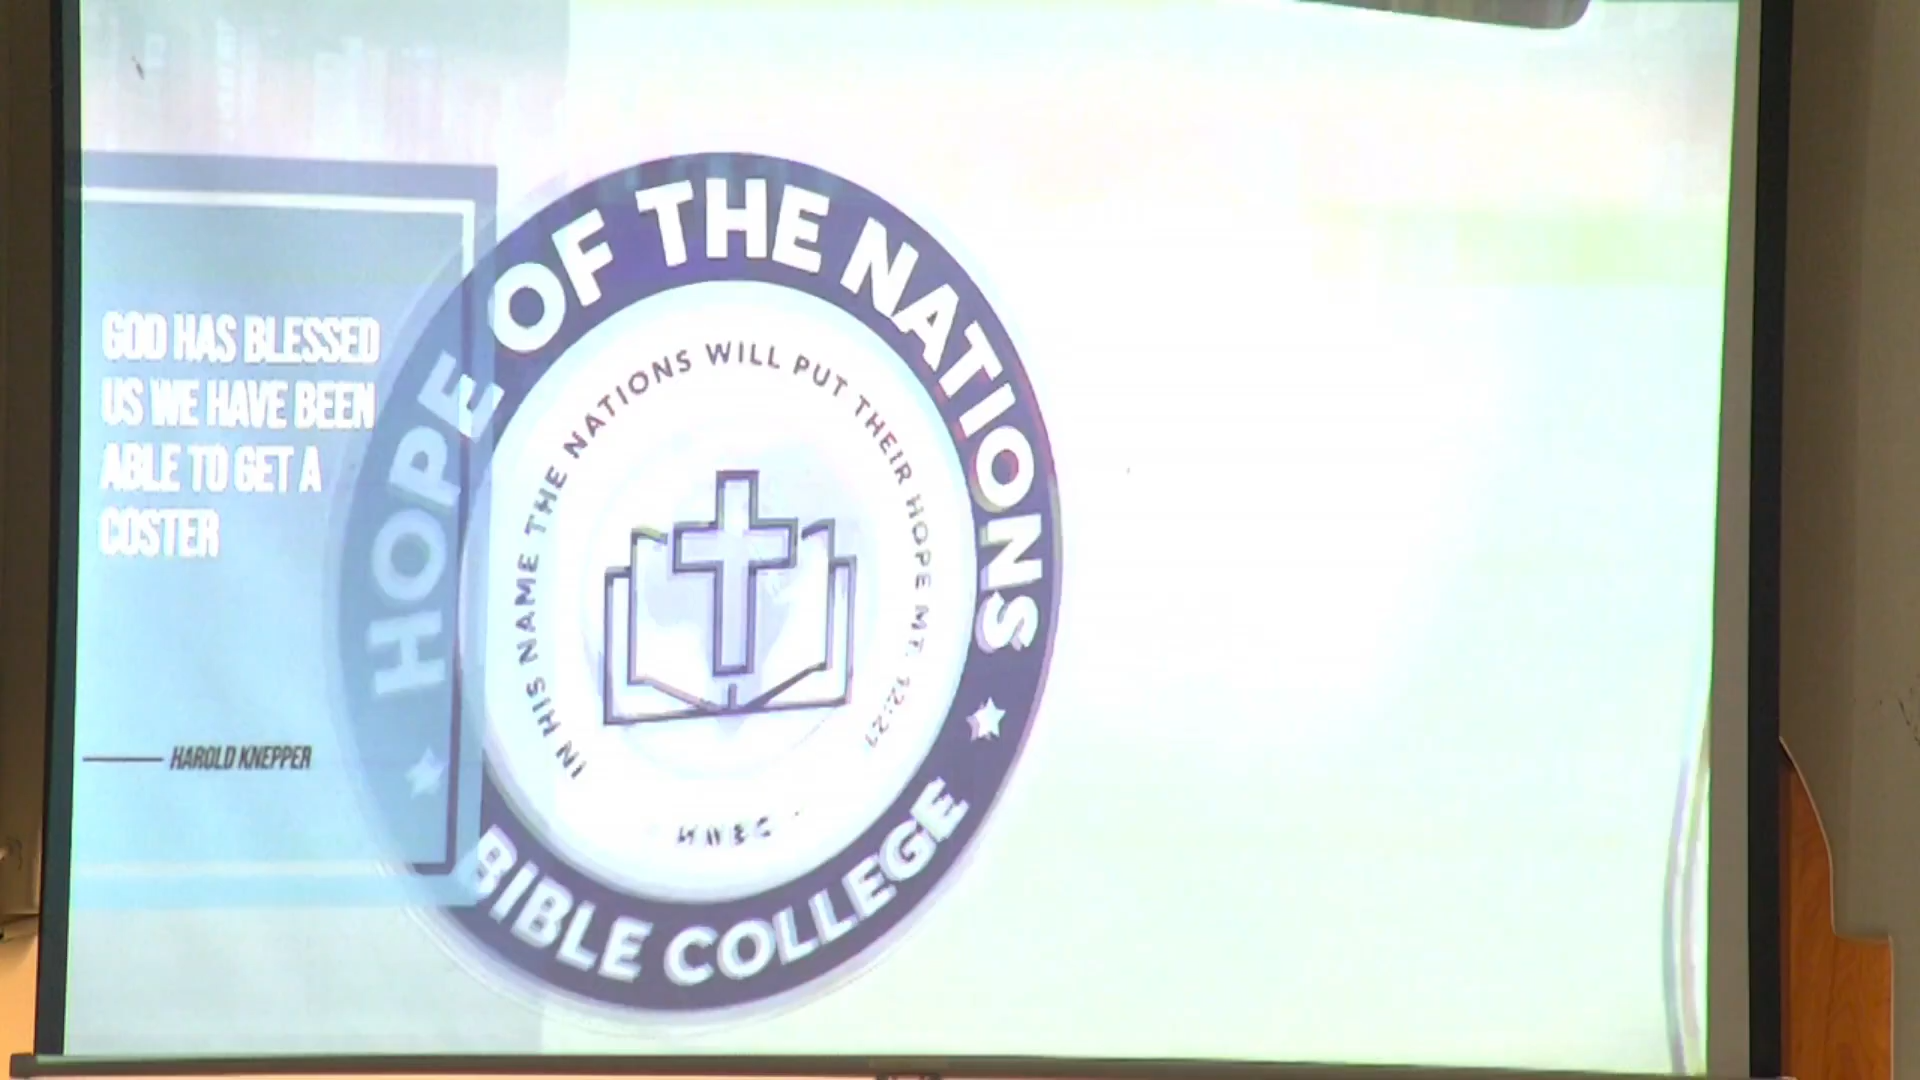 GOD HAS BLESSED
US WE HAVE BEEN
ABLE TO GET A
COSTER
HAROLD KNEPPER
HOPE OF THE NATIONS
IN HIS NAME THE NATIONS WILL PUT THEIR HOPE MT. 12:21
HNBC
BIBLE COLLEGE